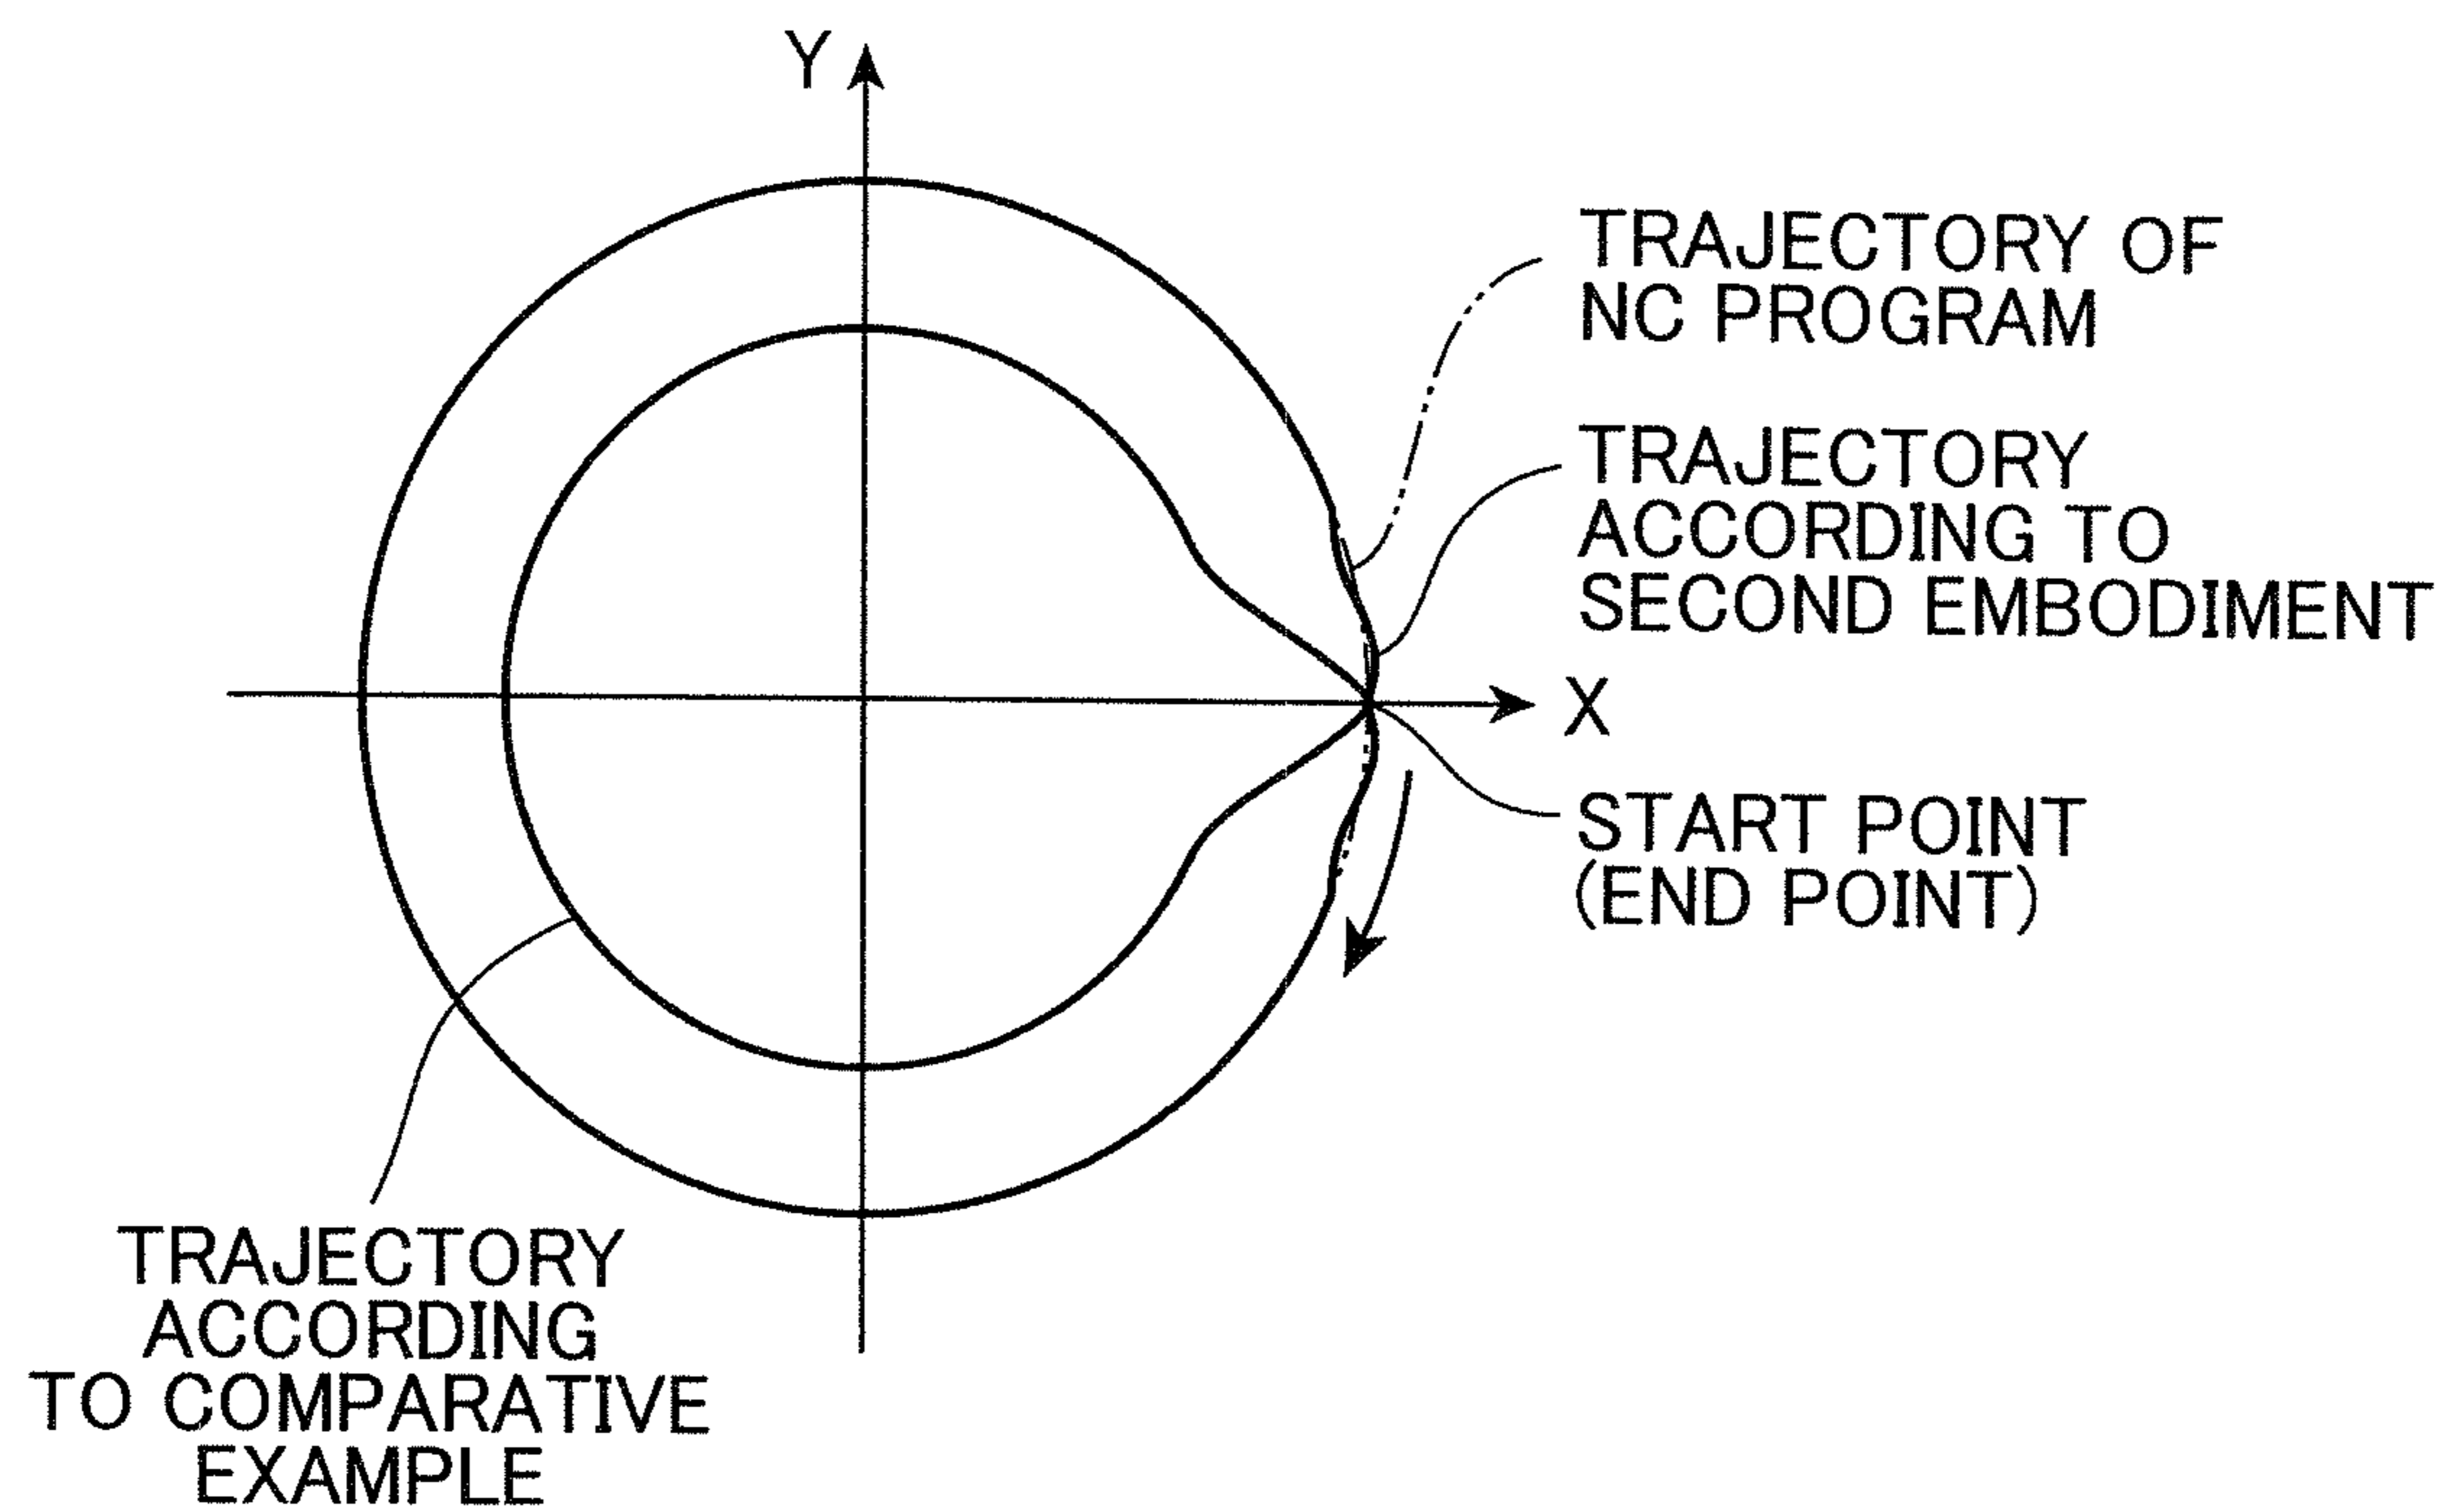 Y
TRAJECTORY OF
NC PROGRAM
TRAJECTORY
ACCORDING TO
SECOND EMBODIMENT
X
START POINT
(END POINT)
TRAJECTORY
ACCORDING
TO COMPARATIVE
EXAMPLE